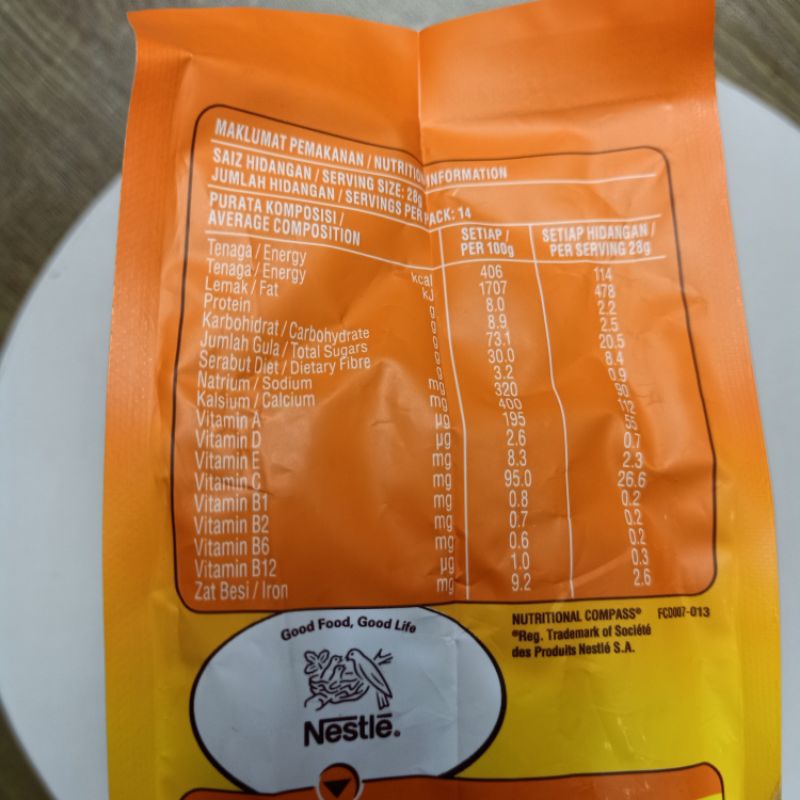 MAKLUMAT PEMAKANAN / NUTRITION INFORMATION
SAIZ HIDANGAN / SERVING SIZE: 28g
JUMLAH HIDANGAN / SERVINGS PER PACK: 14
PURATA KOMPOSISI / AVERAGE COMPOSITION SETIAP / PER 100g SETIAP HIDANGAN / PER SERVING 28g
Tenaga / Energy kcal 406 114
Tenaga / Energy kJ 1707 478
Lemak / Fat g 8.0 2.2
Protein g 8.9 2.5
Karbohidrat / Carbohydrate g 73.1 20.5
Jumlah Gula / Total Sugars g 30.0 8.4
Serabut Diet / Dietary Fibre g 3.2 0.9
Natrium / Sodium mg 320 90
Kalsium / Calcium mg 400 112
Vitamin A µg 195 55
Vitamin D µg 2.6 0.7
Vitamin E mg 8.3 2.3
Vitamin C mg 95.0 26.6
Vitamin B1 mg 0.8 0.2
Vitamin B2 mg 0.7 0.2
Vitamin B6 mg 0.6 0.2
Vitamin B12 µg 1.0 0.3
Zat Besi / Iron mg 9.2 2.6
NUTRITIONAL COMPASS® FCD007-013
®Reg. Trademark of Société
des Produits Nestlé S.A.
Good Food, Good Life
Nestlé®